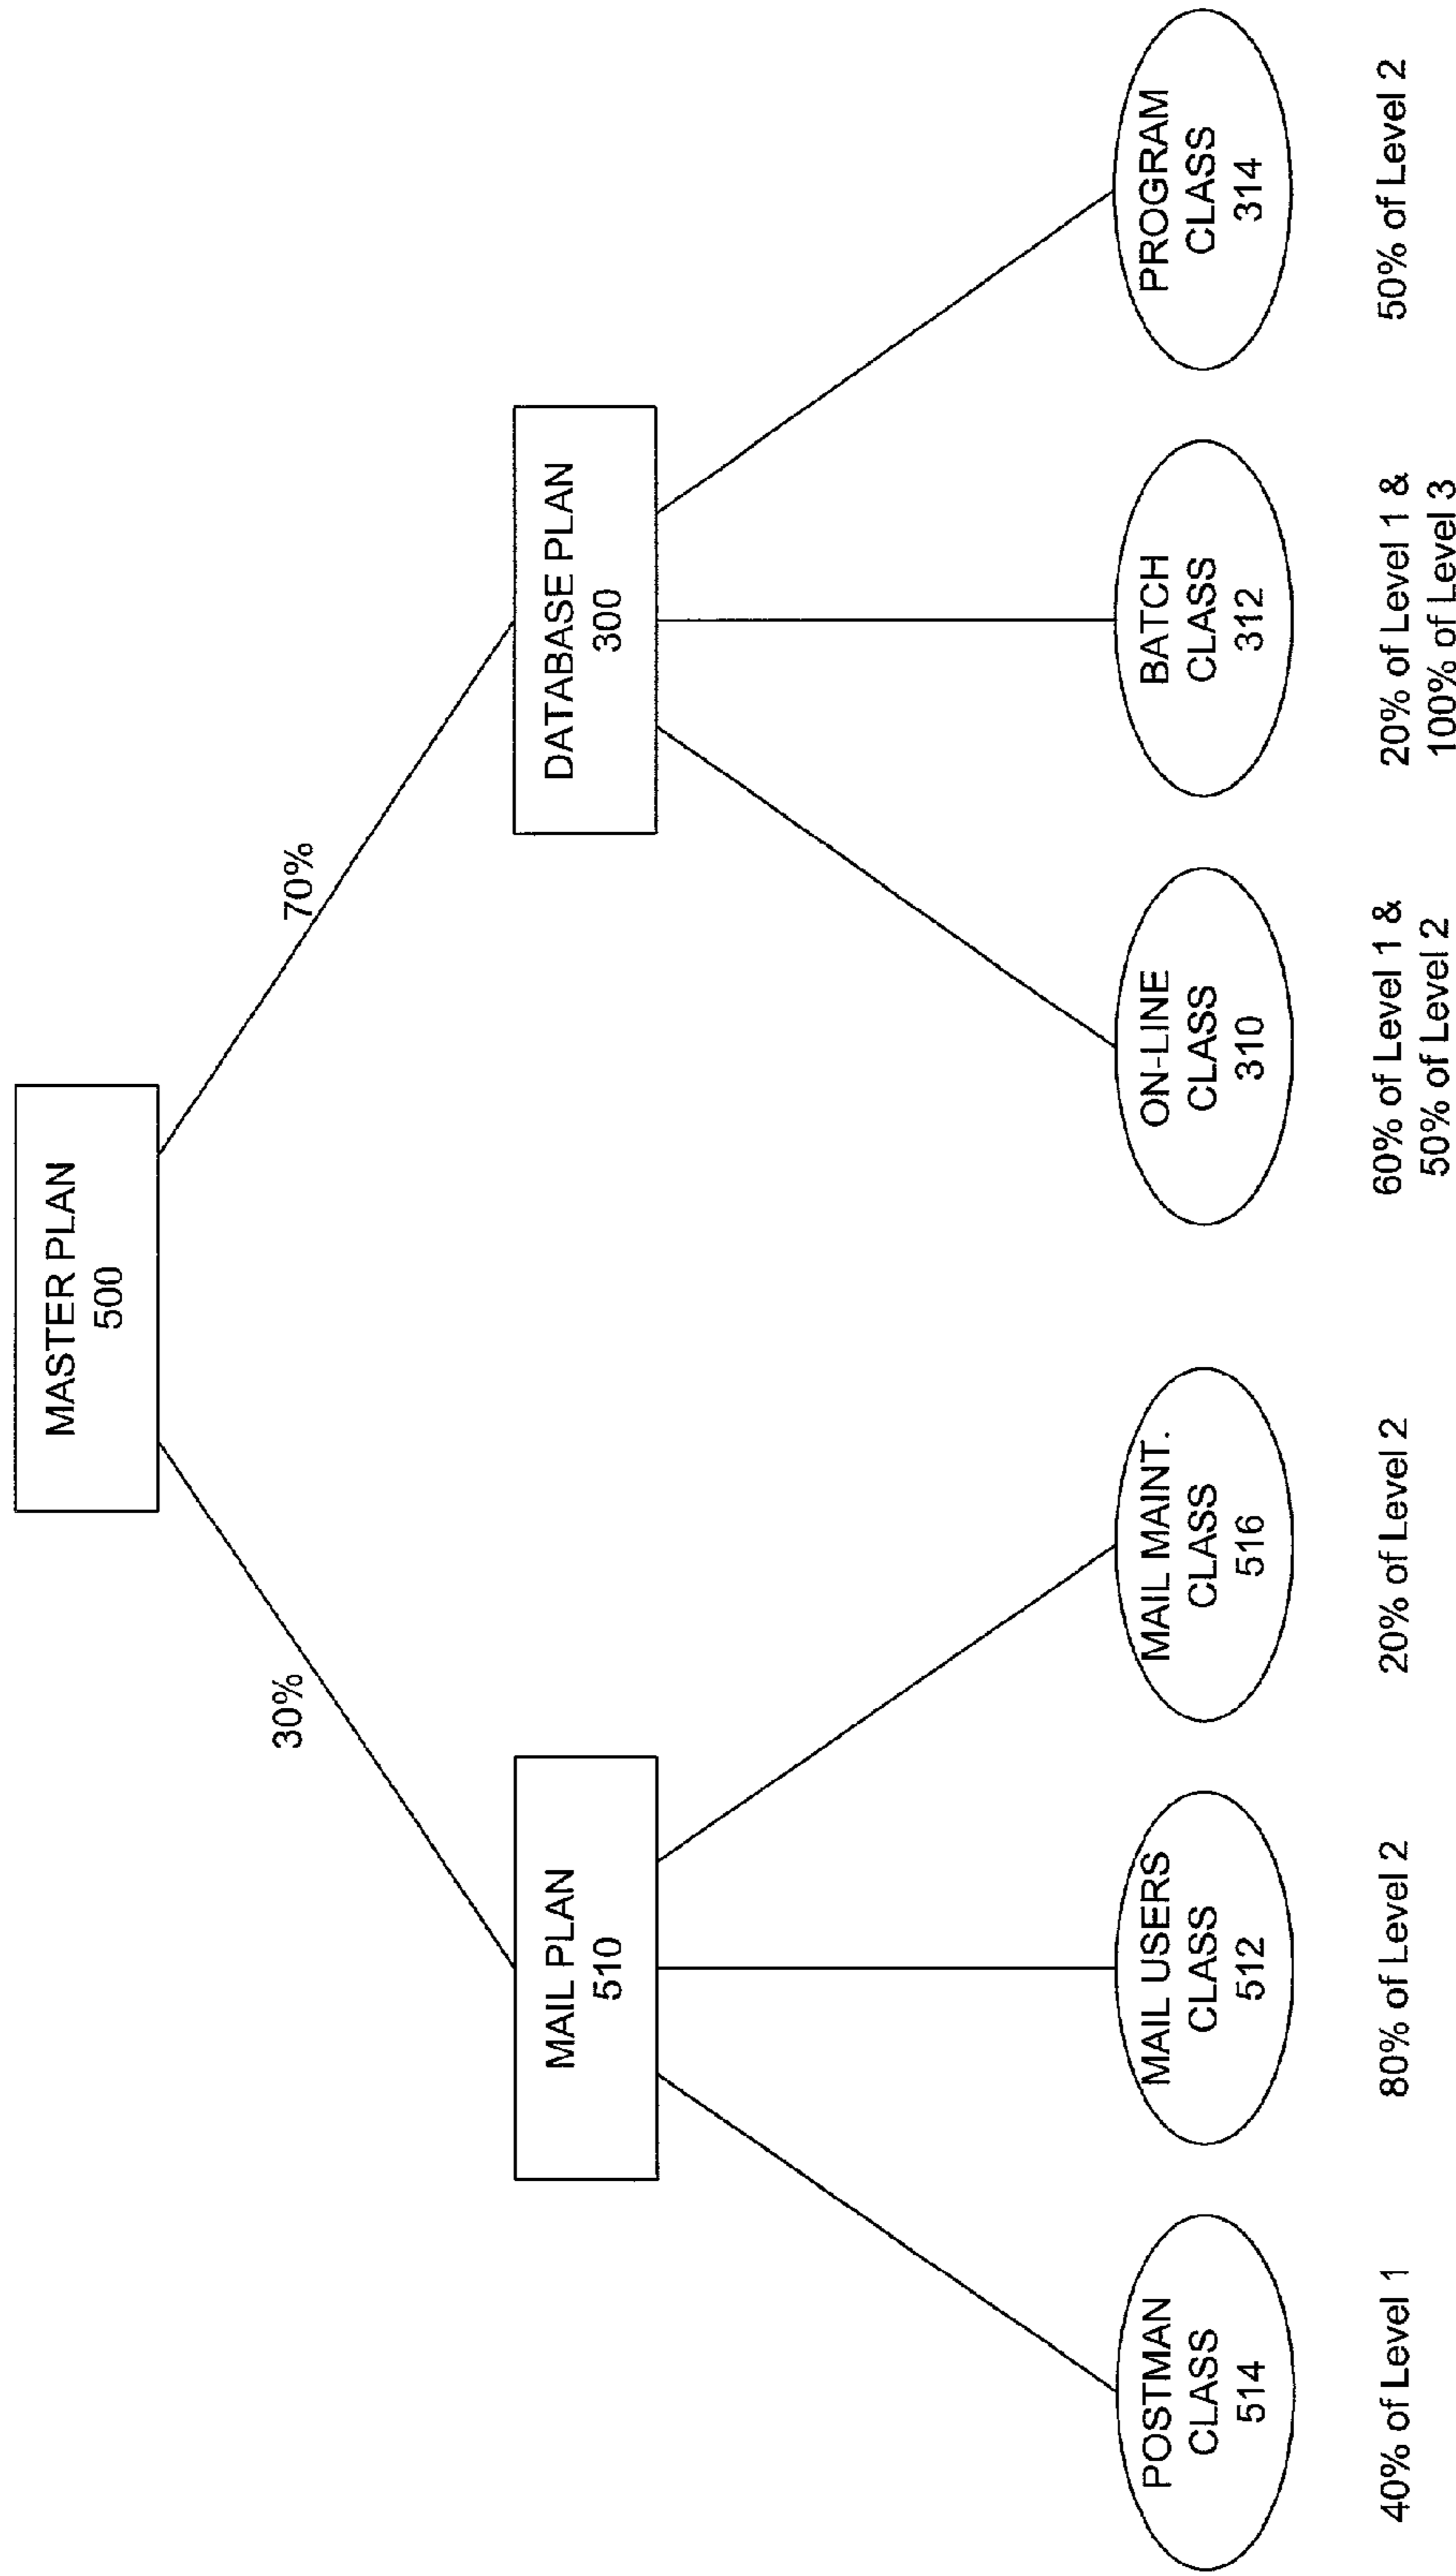 MASTER PLAN
500
30%
70%
MAIL PLAN
510
DATABASE PLAN
300
POSTMAN
CLASS
514
MAIL USERS
CLASS
512
MAIL MAINT.
CLASS
516
ON-LINE
CLASS
310
BATCH
CLASS
312
PROGRAM
CLASS
314
40% of Level 1
80% of Level 2
20% of Level 2
60% of Level 1 &
50% of Level 2
20% of Level 1 &
100% of Level 3
50% of Level 2